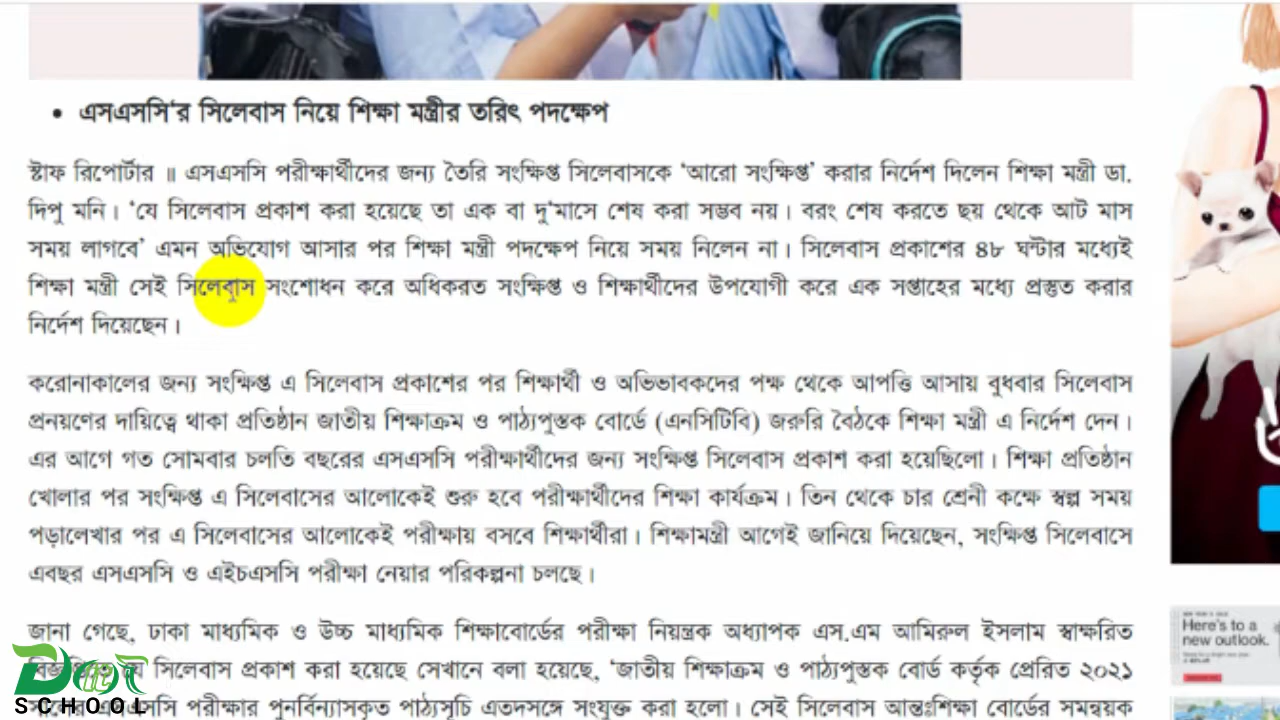 এসএসসি'র সিলেবাস নিয়ে শিক্ষা মন্ত্রীর তরিৎ পদক্ষেপ
ষ্টাফ রিপোর্টার ॥ এসএসসি পরীক্ষার্থীদের জন্য তৈরি সংক্ষিপ্ত সিলেবাসকে 'আরো সংক্ষিপ্ত' করার নির্দেশ দিলেন শিক্ষা মন্ত্রী ডা.
দিপু মনি। 'যে সিলেবাস প্রকাশ করা হয়েছে তা এক বা দু'মাসে শেষ করা সম্ভব নয়। বরং শেষ করতে ছয় থেকে আট মাস
সময় লাগবে' এমন অভিযোগ আসার পর শিক্ষা মন্ত্রী পদক্ষেপ নিয়ে সময় নিলেন না। সিলেবাস প্রকাশের ৪৮ ঘন্টার মধ্যেই
শিক্ষা মন্ত্রী সেই সিলেবাস সংশোধন করে অধিকরত সংক্ষিপ্ত ও শিক্ষার্থীদের উপযোগী করে এক সপ্তাহের মধ্যে প্রস্তুত করার
নির্দেশ দিয়েছেন।
করোনাকালের জন্য সংক্ষিপ্ত এ সিলেবাস প্রকাশের পর শিক্ষার্থী ও অভিভাবকদের পক্ষ থেকে আপত্তি আসায় বুধবার সিলেবাস
প্রনয়ণের দায়িত্বে থাকা প্রতিষ্ঠান জাতীয় শিক্ষাক্রম ও পাঠ্যপুস্তক বোর্ডে (এনসিটিবি) জরুরি বৈঠকে শিক্ষা মন্ত্রী এ নির্দেশ দেন।
এর আগে গত সোমবার চলতি বছরের এসএসসি পরীক্ষার্থীদের জন্য সংক্ষিপ্ত সিলেবাস প্রকাশ করা হয়েছিলো। শিক্ষা প্রতিষ্ঠান
খোলার পর সংক্ষিপ্ত এ সিলেবাসের আলোকেই শুরু হবে পরীক্ষার্থীদের শিক্ষা কার্যক্রম। তিন থেকে চার শ্রেনী কক্ষে স্বল্প সময়
পড়ালেখার পর এ সিলেবাসের আলোকেই পরীক্ষায় বসবে শিক্ষার্থীরা। শিক্ষামন্ত্রী আগেই জানিয়ে দিয়েছেন, সংক্ষিপ্ত সিলেবাসে
এবছর এসএসসি ও এইচএসসি পরীক্ষা নেয়ার পরিকল্পনা চলছে।
জানা গেছে, ঢাকা মাধ্যমিক ও উচ্চ মাধ্যমিক শিক্ষাবোর্ডের পরীক্ষা নিয়ন্ত্রক অধ্যাপক এস.এম আমিরুল ইসলাম স্বাক্ষরিত
সিলেবাস প্রকাশ করা হয়েছে সেখানে বলা হয়েছে, 'জাতীয় শিক্ষাক্রম ও পাঠ্যপুস্তক বোর্ড কর্তৃক প্রেরিত ২০২১
পরীক্ষার পুনর্বিন্যাসকৃত পাঠ্যসূচি এতদসঙ্গে সংযুক্ত করা হলো। সেই সিলেবাস আন্তঃশিক্ষা বোর্ডের সমন্বয়ক
SCHOOL
Here's to a
new outlook.